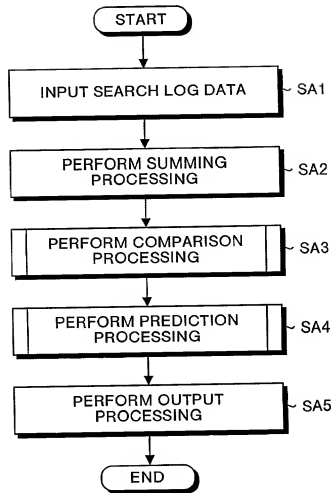 START
INPUT SEARCH LOG DATA
SA1
PERFORM SUMMING
PROCESSING
SA2
PERFORM COMPARISON
PROCESSING
SA3
PERFORM PREDICTION
PROCESSING
SA4
PERFORM OUTPUT
PROCESSING
SA5
END